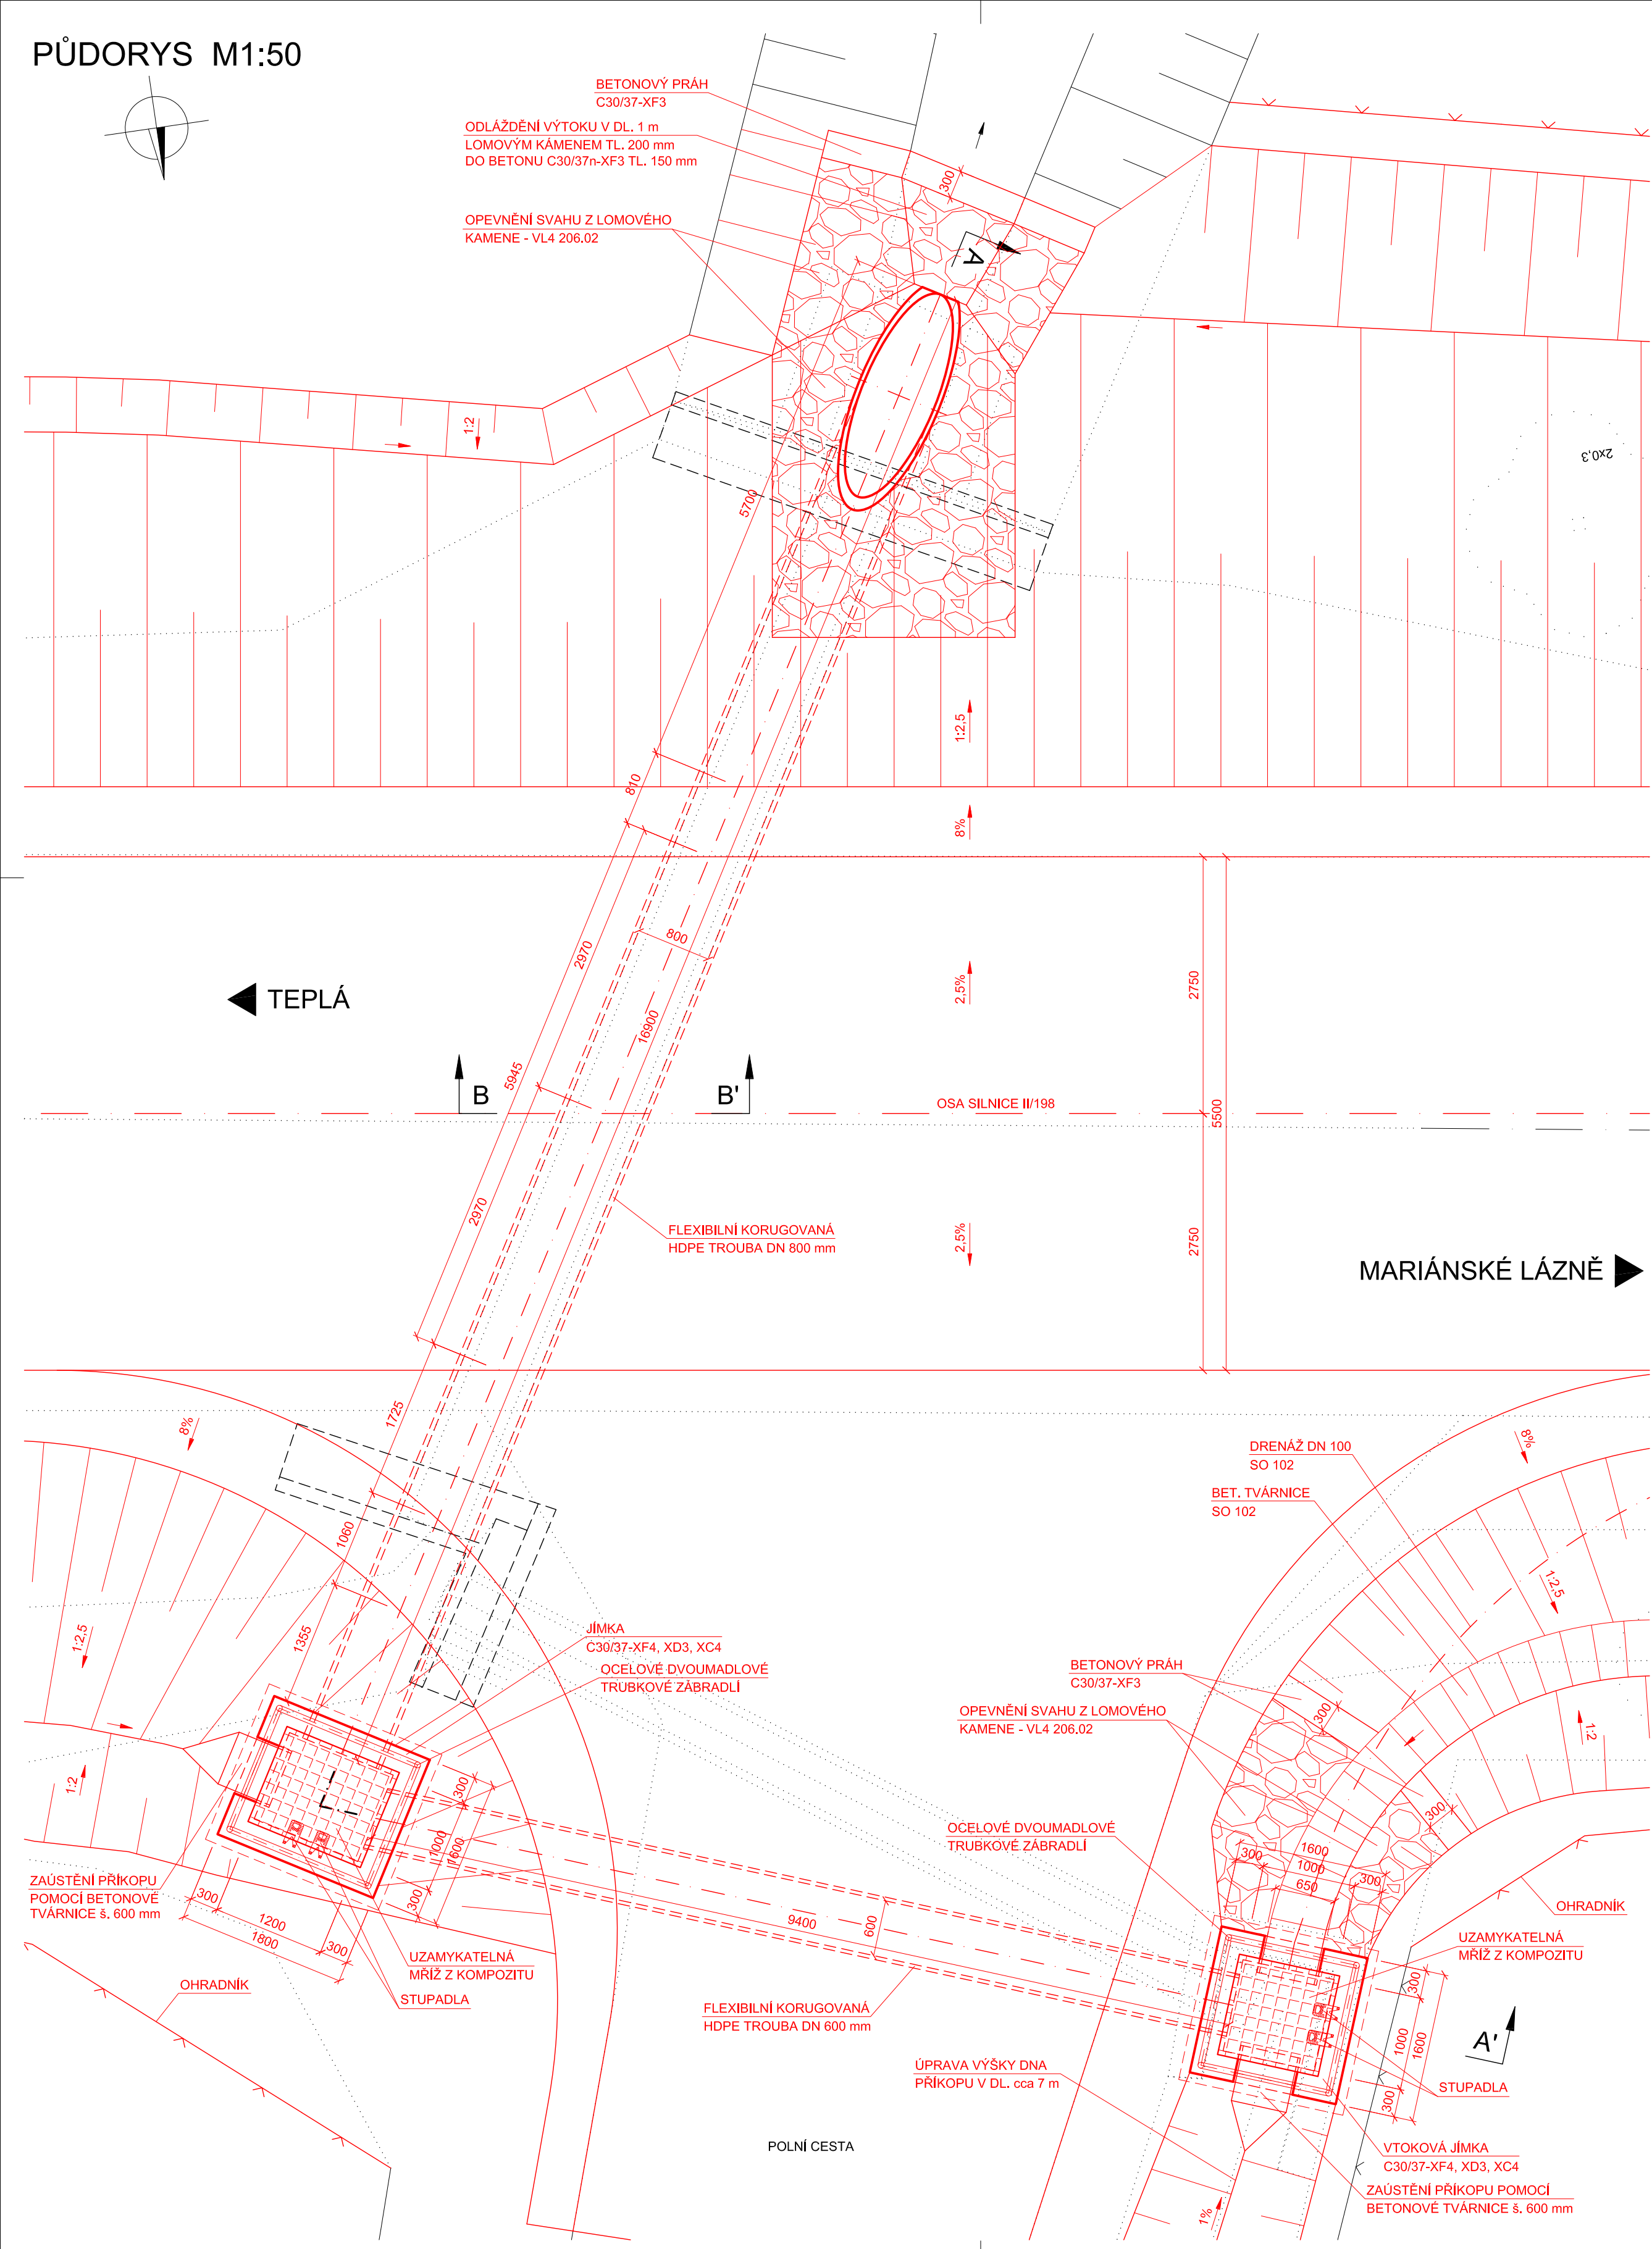 PŮDORYS M1:50
BETONOVÝ PRÁH
C30/37-XF3
ODLÁŽDĚNÍ VÝTOKU V DL. 1 m
LOMOVÝM KÁMENEM TL. 200 mm
DO BETONU C30/37n-XF3 TL. 150 mm
OPEVNĚNÍ SVAHU Z LOMOVÉHO
KAMENE - VL4 206.02
300
A
1:2
2x0,3
5700
1:2,5
810
8%
2970
800
2,5%
2750
TEPLÁ
16900
5945
B
B'
OSA SILNICE II/198
5500
2970
FLEXIBILNÍ KORUGOVANÁ
HDPE TROUBA DN 800 mm
2,5%
2750
MARIÁNSKÉ LÁZNĚ
1725
8%
8%
DRENÁŽ DN 100
SO 102
BET. TVÁRNICE
SO 102
1060
1:2,5
1:2,5
1355
JÍMKA
C30/37-XF4, XD3, XC4
OCELOVÉ DVOUMADLOVÉ
TRUBKOVÉ ZÁBRADLÍ
BETONOVÝ PRÁH
C30/37-XF3
OPEVNĚNÍ SVAHU Z LOMOVÉHO
KAMENE - VL4 206.02
300
1:2
1:2
300
1000
1600
300
300
OCELOVÉ DVOUMADLOVÉ
TRUBKOVÉ ZÁBRADLÍ
1600
300
1000
650
300
ZAÚSTĚNÍ PŘÍKOPU
POMOCÍ BETONOVÉ
TVÁRNICE š. 600 mm
300
1200
1800
300
9400
600
OHRADNÍK
UZAMYKATELNÁ
MŘÍŽ Z KOMPOZITU
UZAMYKATELNÁ
MŘÍŽ Z KOMPOZITU
OHRADNÍK
STUPADLA
FLEXIBILNÍ KORUGOVANÁ
HDPE TROUBA DN 600 mm
300
1000
1600
300
A'
ÚPRAVA VÝŠKY DNA
PŘÍKOPU V DL. cca 7 m
STUPADLA
POLNÍ CESTA
VTOKOVÁ JÍMKA
C30/37-XF4, XD3, XC4
ZAÚSTĚNÍ PŘÍKOPU POMOCÍ
BETONOVÉ TVÁRNICE š. 600 mm
1%